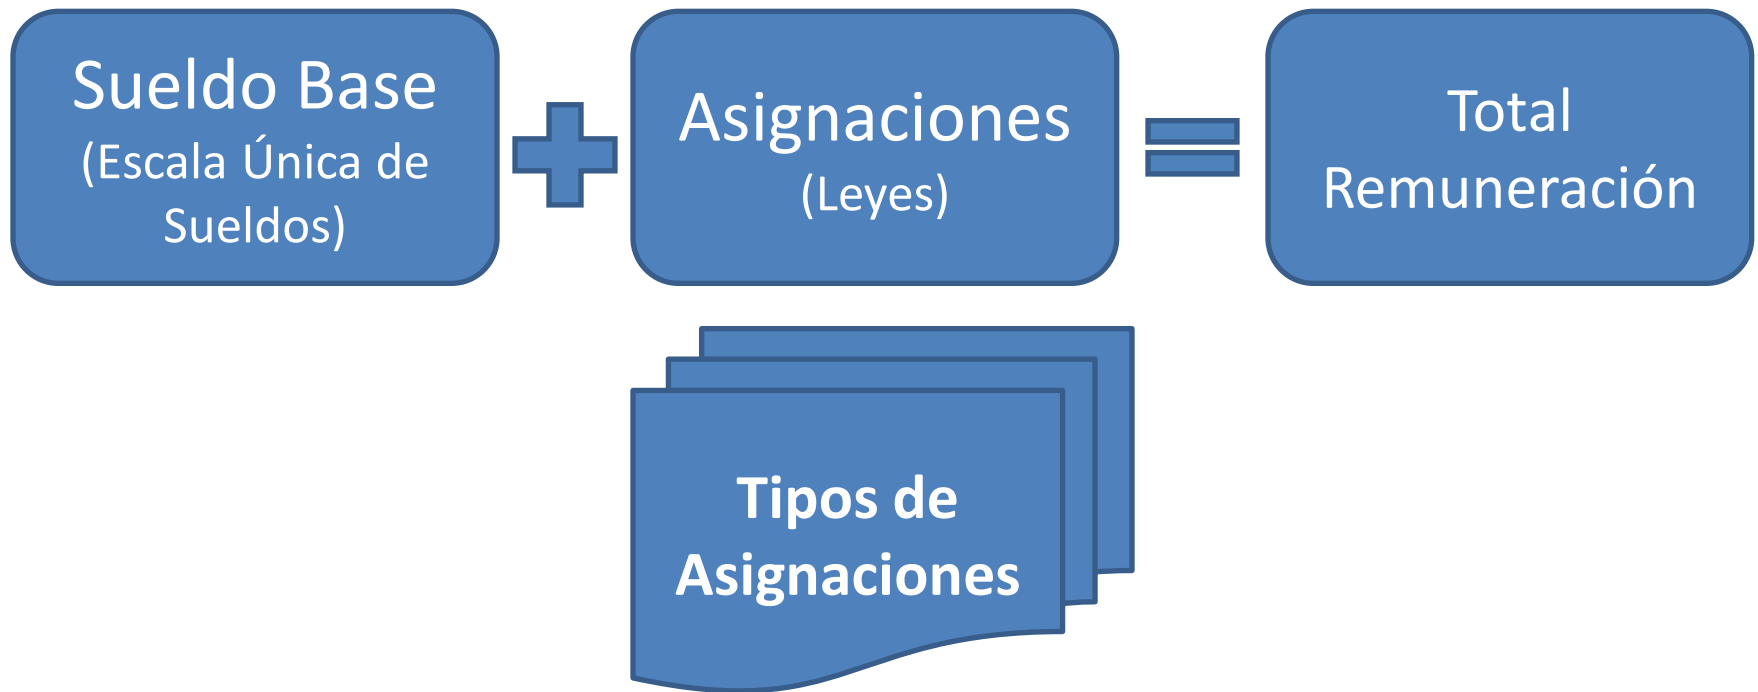 Sueldo Base
(Escala Única de
Sueldos)
Asignaciones
(Leyes)
Total
Remuneración
Tipos de
Asignaciones